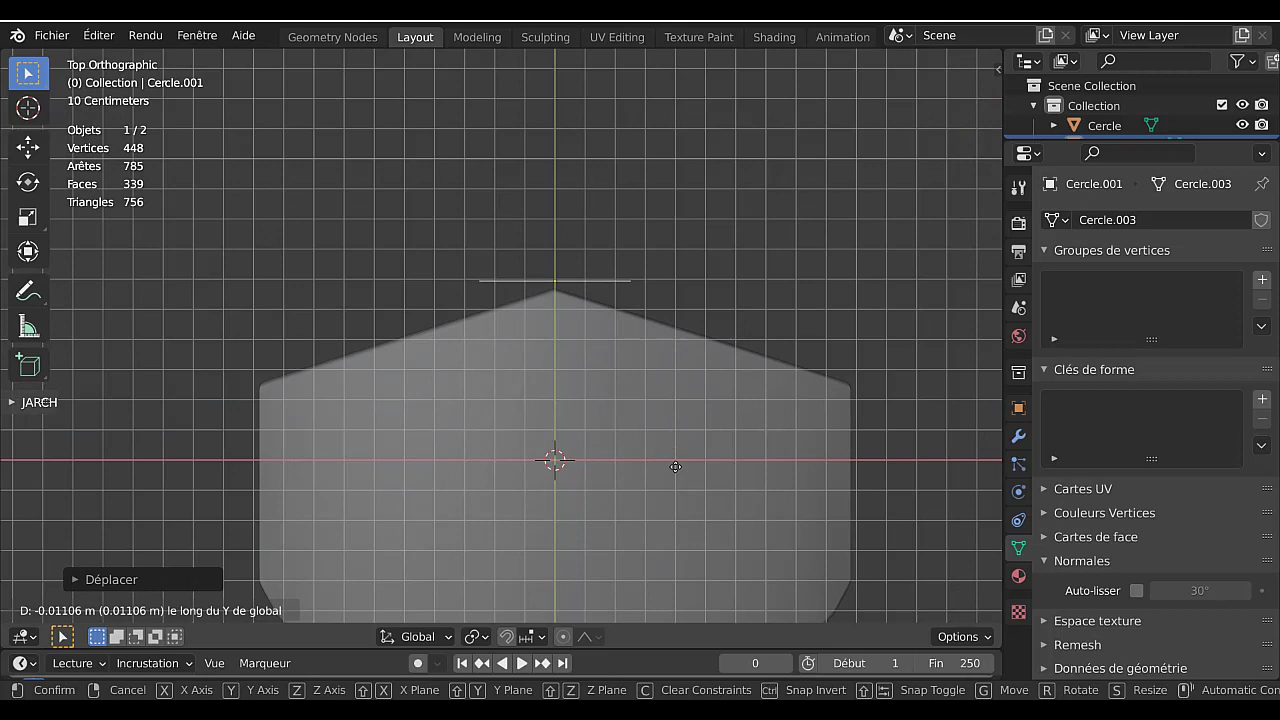 Fichier Éditer Rendu Fenêtre Aide Geometry Nodes Layout Modeling Sculpting UV Editing Texture Paint Shading Animation Scene View Layer
Top Orthographic
(0) Collection | Cercle.001
10 Centimeters
Objets 1 / 2
Vertices 448
Arêtes 785
Faces 339
Triangles 756
JARCH
Déplacer
D: -0.01106 m (0.01106 m) le long du Y de global
Scene Collection
Collection
Cercle
Cercle.001 Cercle.003
Cercle.003
Groupes de vertices
Clés de forme
Cartes UV
Couleurs Vertices
Cartes de face
Normales
Auto-lisser 30°
Espace texture
Remesh
Données de géométrie
Global Options
Lecture Incrustation Vue Marqueur 0 Début 1 Fin 250
Confirm Cancel X X Axis Y Y Axis Z Z Axis X X Plane Y Y Plane Z Z Plane C Clear Constraints Ctrl Snap Invert Snap Toggle G Move R Rotate S Resize Automatic Con